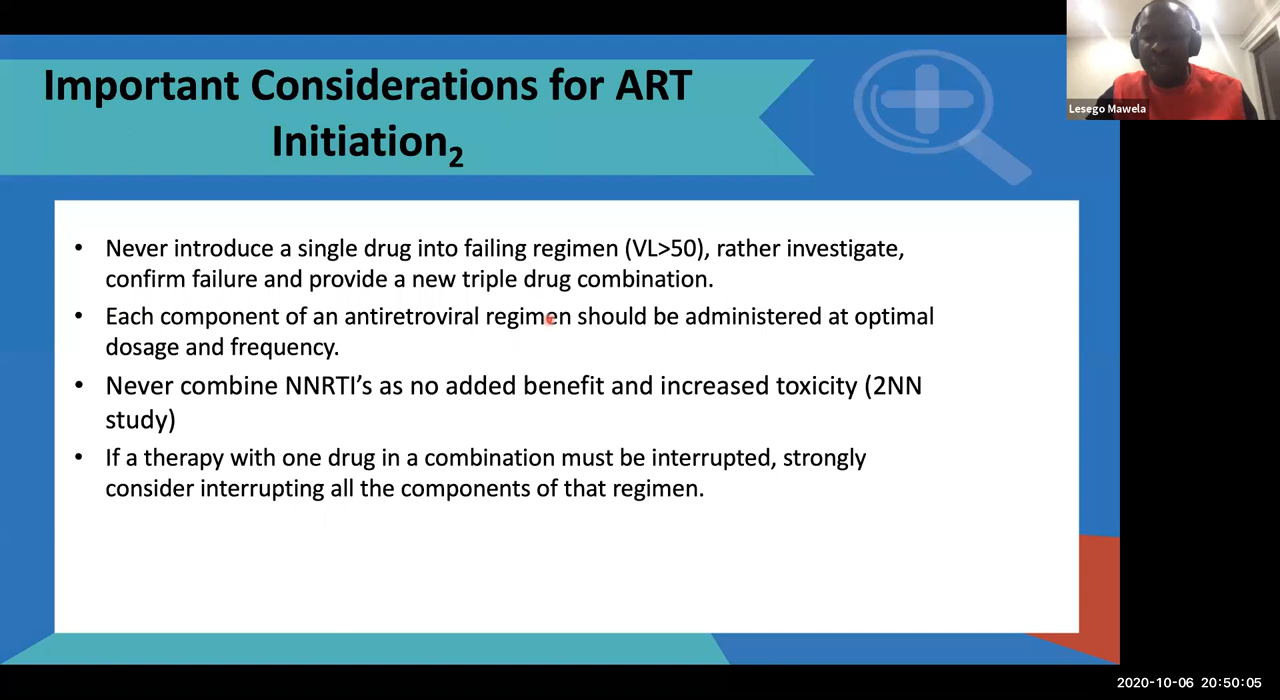 Important Considerations for ART
Initiation₂
Lesego Mawela
• Never introduce a single drug into failing regimen (VL>50), rather investigate,
confirm failure and provide a new triple drug combination.
• Each component of an antiretroviral regimen should be administered at optimal
dosage and frequency.
• Never combine NNRTI’s as no added benefit and increased toxicity (2NN
study)
• If a therapy with one drug in a combination must be interrupted, strongly
consider interrupting all the components of that regimen.
2020-10-06 20:50:05